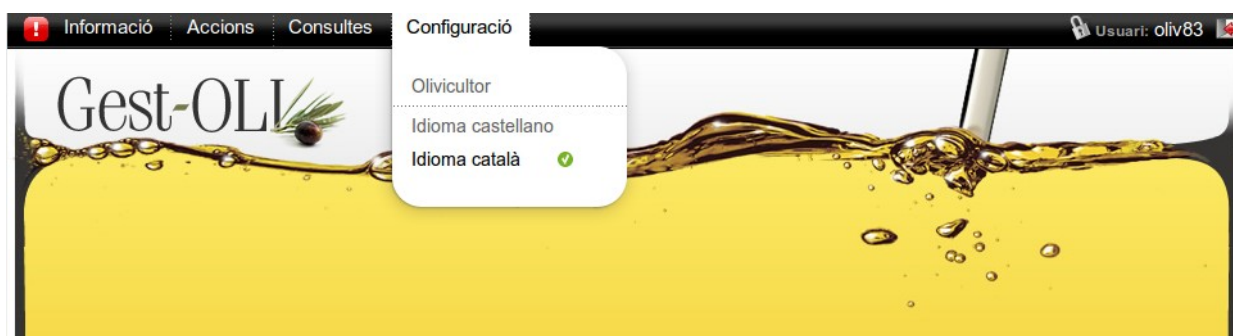 Informació Accions Consultes Configuració Usuari: oliv83
Gest-OLI
Olivicultor
Idioma castellano
Idioma català